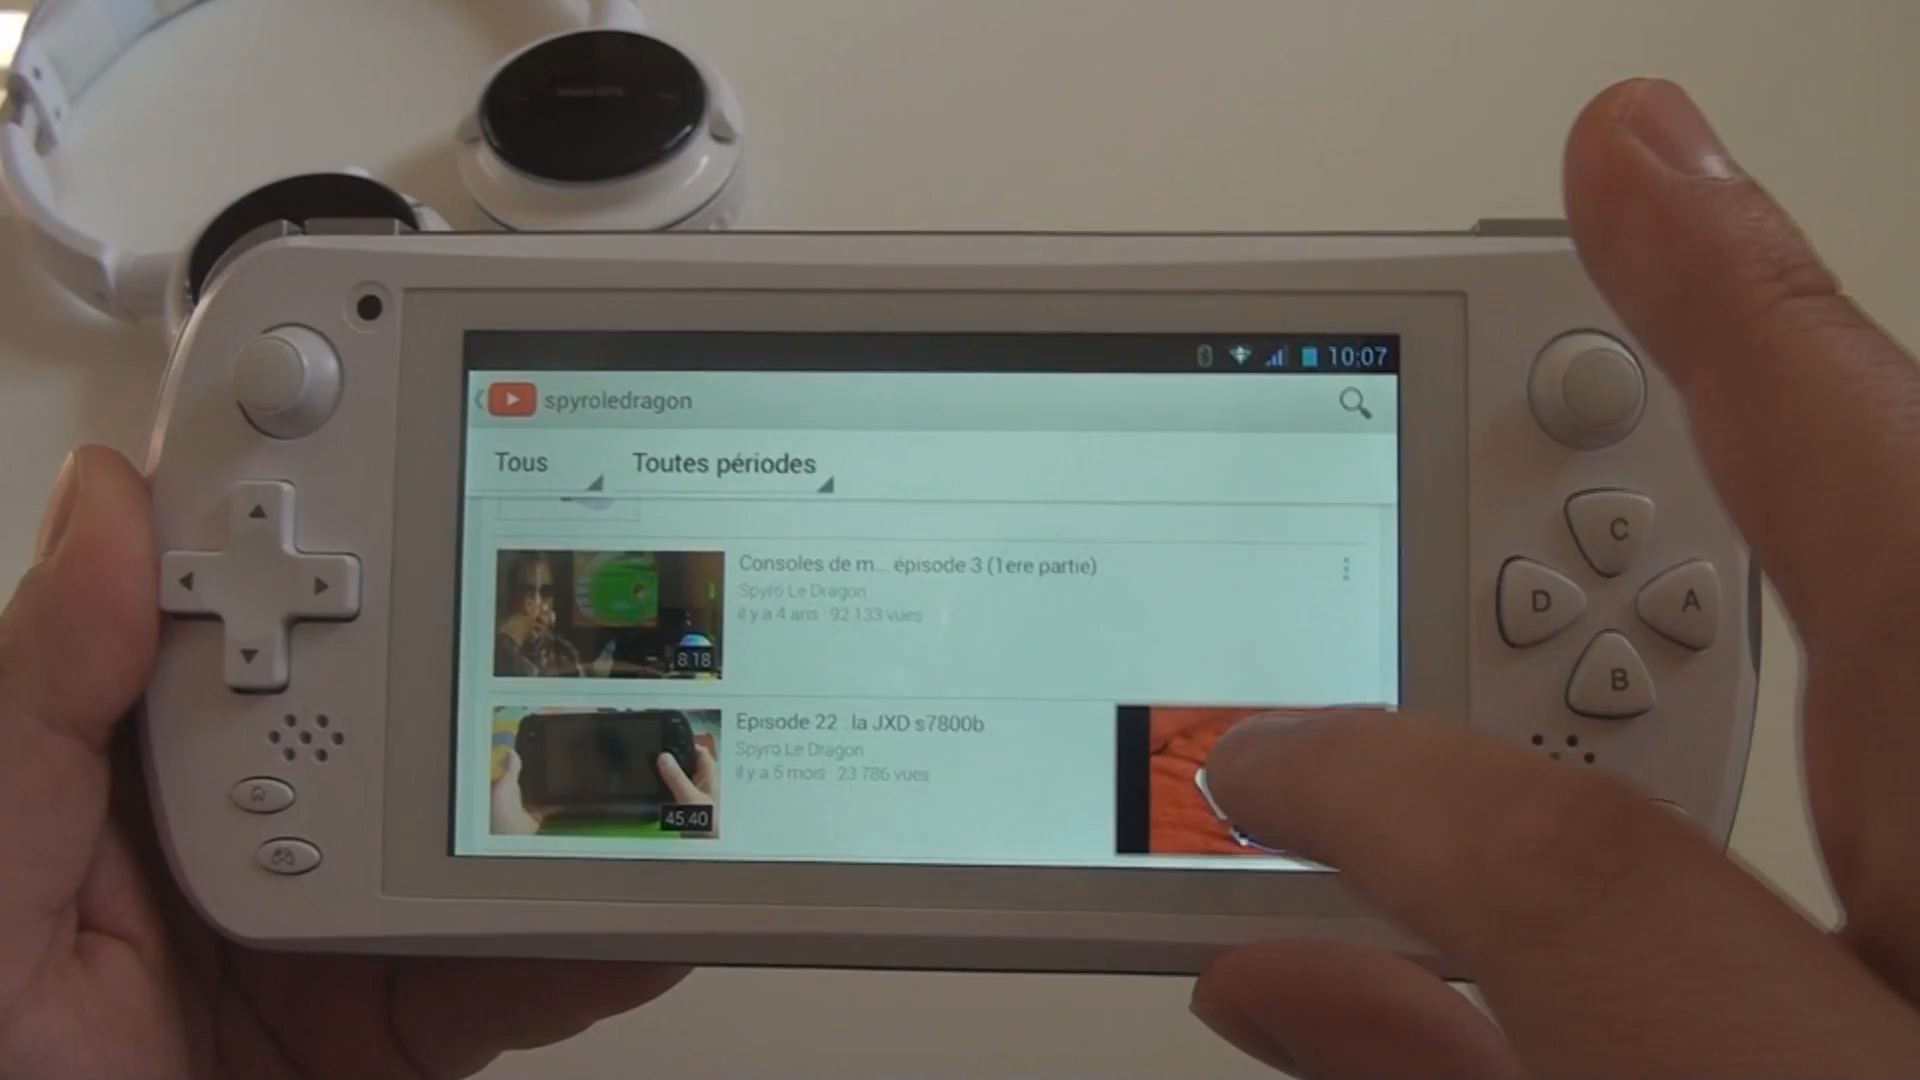 10:07
spyroledragon
Tous
Toutes périodes
Consoles de m... épisode 3 (1ere partie)
Spyro Le Dragon
il y a 4 ans · 92 133 vues
8:18
Episode 22 : la JXD s7800b
Spyro Le Dragon
il y a 5 mois · 23 786 vues
45:40
C
D
A
B